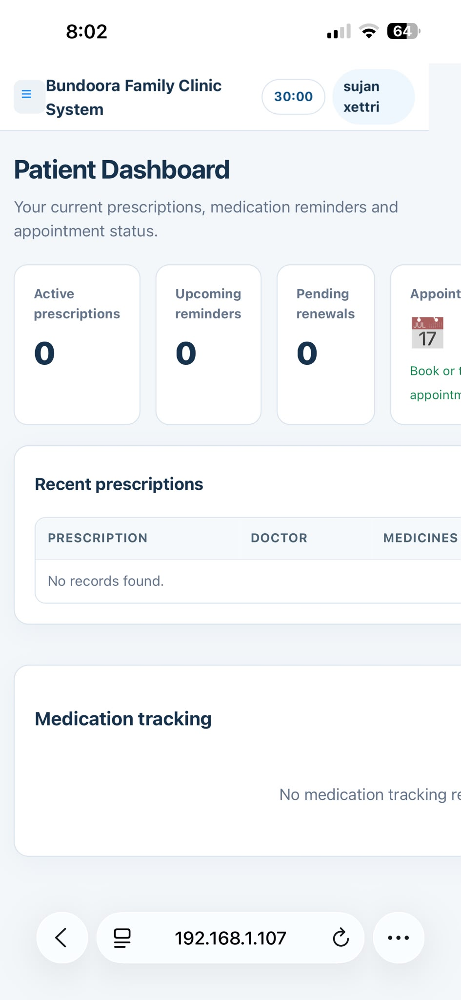 8:02
64
Bundoora Family Clinic
System
30:00
sujan
xettri
Patient Dashboard
Your current prescriptions, medication reminders and
appointment status.
Active
prescriptions
0
Upcoming
reminders
0
Pending
renewals
0
Appoint
JUL
17
Book or t
appointm
Recent prescriptions
PRESCRIPTION DOCTOR MEDICINES
No records found.
Medication tracking
No medication tracking re
192.168.1.107